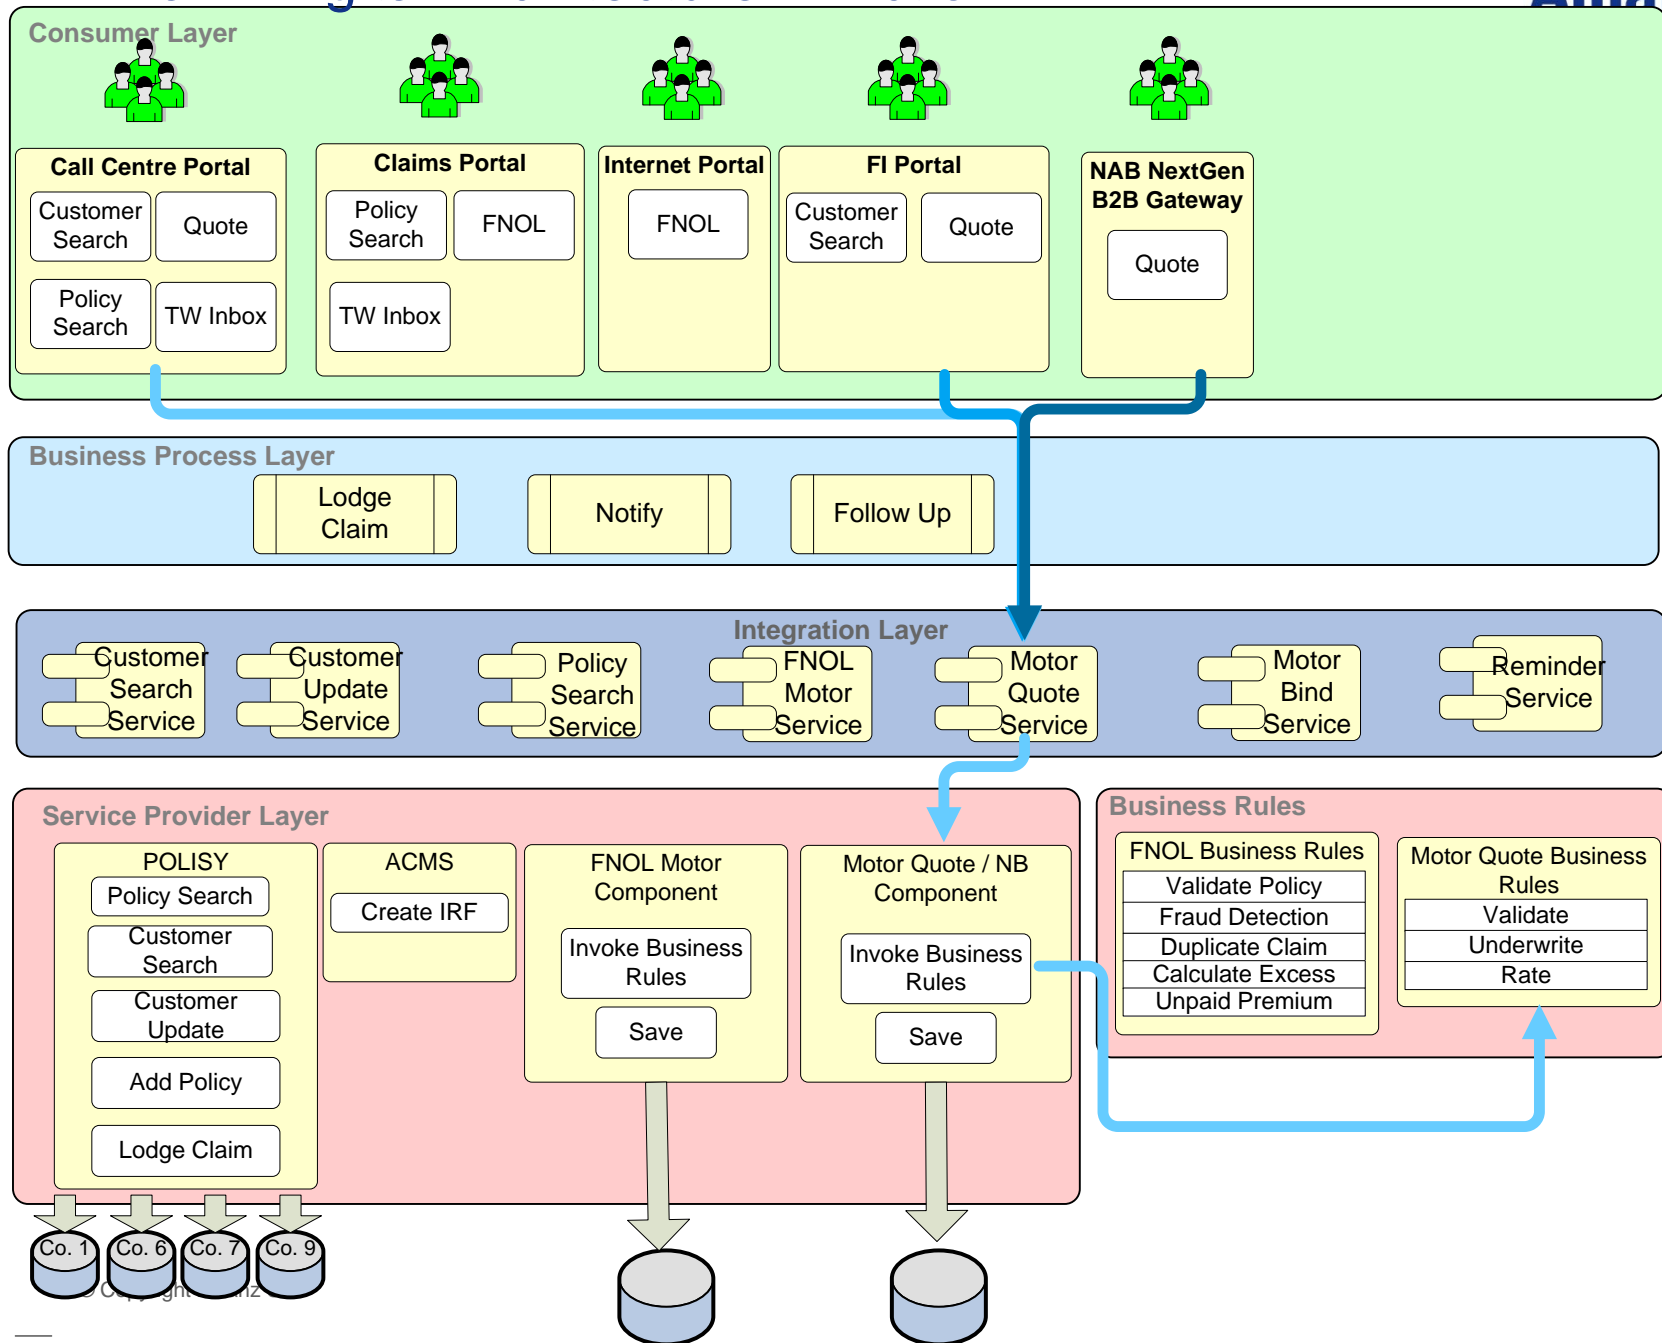 Consumer Layer
Call Centre Portal
Customer
Search
Quote
Policy
Search
TW Inbox
Claims Portal
Policy
Search
FNOL
TW Inbox
Internet Portal
FNOL
FI Portal
Customer
Search
Quote
NAB NextGen
B2B Gateway
Quote
Business Process Layer
Lodge
Claim
Notify
Follow Up
Integration Layer
Customer
Search
Service
Customer
Update
Service
Policy
Search
Service
FNOL
Motor
Service
Motor
Quote
Service
Motor
Bind
Service
Reminder
Service
Service Provider Layer
POLISY
Policy Search
Customer
Search
Customer
Update
Add Policy
Lodge Claim
ACMS
Create IRF
FNOL Motor
Component
Invoke Business
Rules
Save
Motor Quote / NB
Component
Invoke Business
Rules
Save
Business Rules
FNOL Business Rules
Validate Policy
Fraud Detection
Duplicate Claim
Calculate Excess
Unpaid Premium
Motor Quote Business
Rules
Validate
Underwrite
Rate
Co. 1
Co. 6
Co. 7
Co. 9